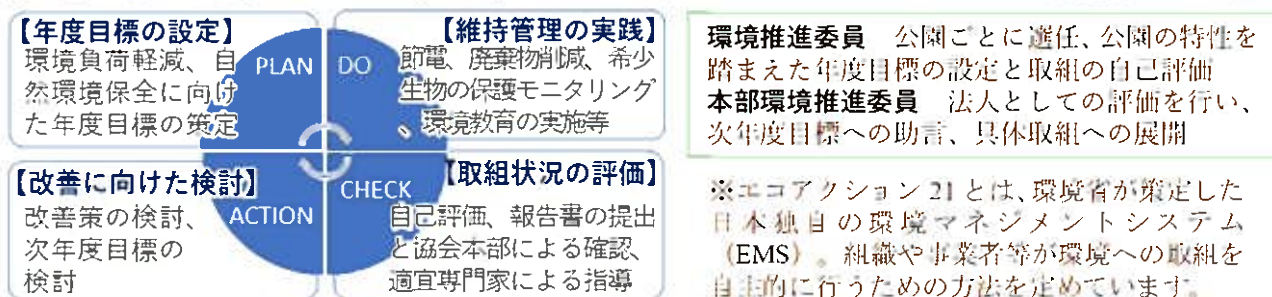 【年度目標の設定】
環境負荷軽減、自
然環境保全に向け
た年度目標の策定
PLAN
DO
【維持管理の実践】
節電、廃棄物削減、希少
生物の保護モニタリング
、環境教育の実施等
【改善に向けた検討】
改善策の検討、
次年度目標の
検討
ACTION
CHECK
【取組状況の評価】
自己評価、報告書の提出
と協会本部による確認、
適宜専門家による指導
環境推進委員　公園ごとに選任、公園の特性を
踏まえた年度目標の設定と取組の自己評価
本部環境推進委員　法人としての評価を行い、
次年度目標への助言、具体取組への展開
※エコアクション 21 とは、環境省が策定した
日本独自の環境マネジメントシステム
（EMS）。組織や事業者等が環境への取組を
自主的に行うための方法を定めています。